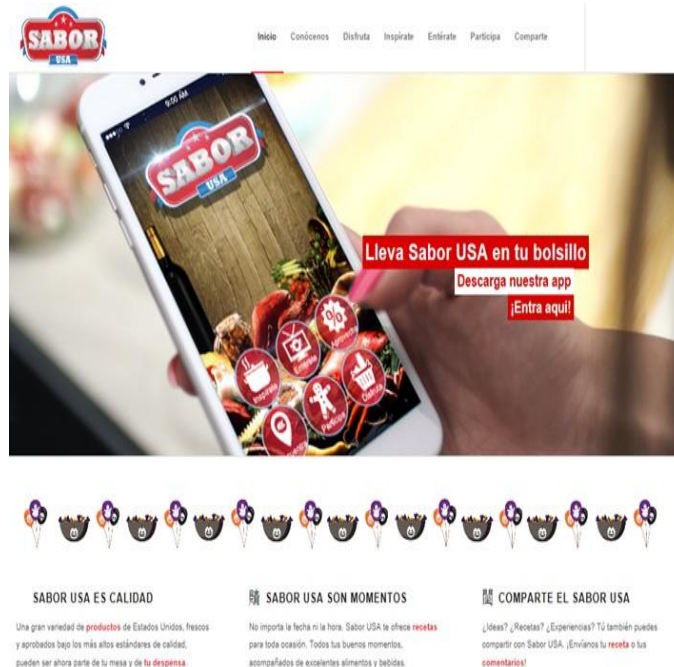 SABOR
USA
Inicio Conócenos Disfruta Inspírate Entérate Participa Comparte
9:00 AM
SABOR
USA
Lleva Sabor USA en tu bolsillo
Descarga nuestra app
¡Entra aquí!
Aprovecha
Entérate
Inspírate
Disfruta
Participa
SABOR USA ES CALIDAD
Una gran variedad de productos de Estados Unidos, frescos
y aprobados bajo los más altos estándares de calidad,
pueden ser ahora parte de tu mesa y de tu despensa
SABOR USA SON MOMENTOS
No importa la fecha ni la hora. Sabor USA te ofrece recetas
para toda ocasión. Todos tus buenos momentos,
acompañados de excelentes alimentos y bebidas.
COMPARTE EL SABOR USA
¿Ideas? ¿Recetas? ¿Experiencias? Tú también puedes
compartir con Sabor USA. ¡Envíanos tu receta o tus
comentarios!